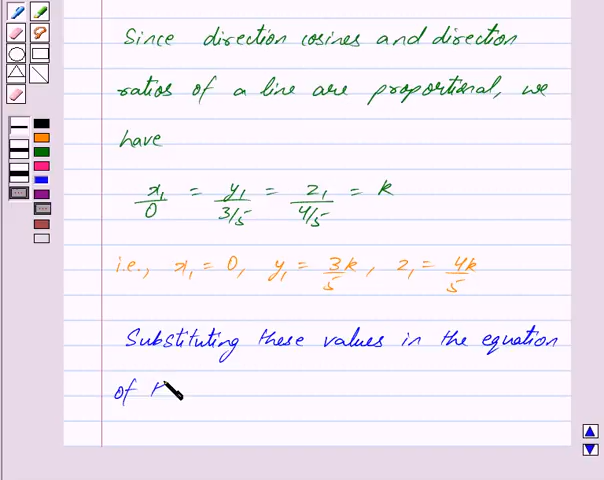 Since direction cosines and direction
ratios of a line are proportional, we
have
x₁/0 = y₁/(3/5) = z₁/(4/5) = k
i.e., x₁ = 0, y₁ = 3k/5, z₁ = 4k/5
Substituting these values in the equation
of